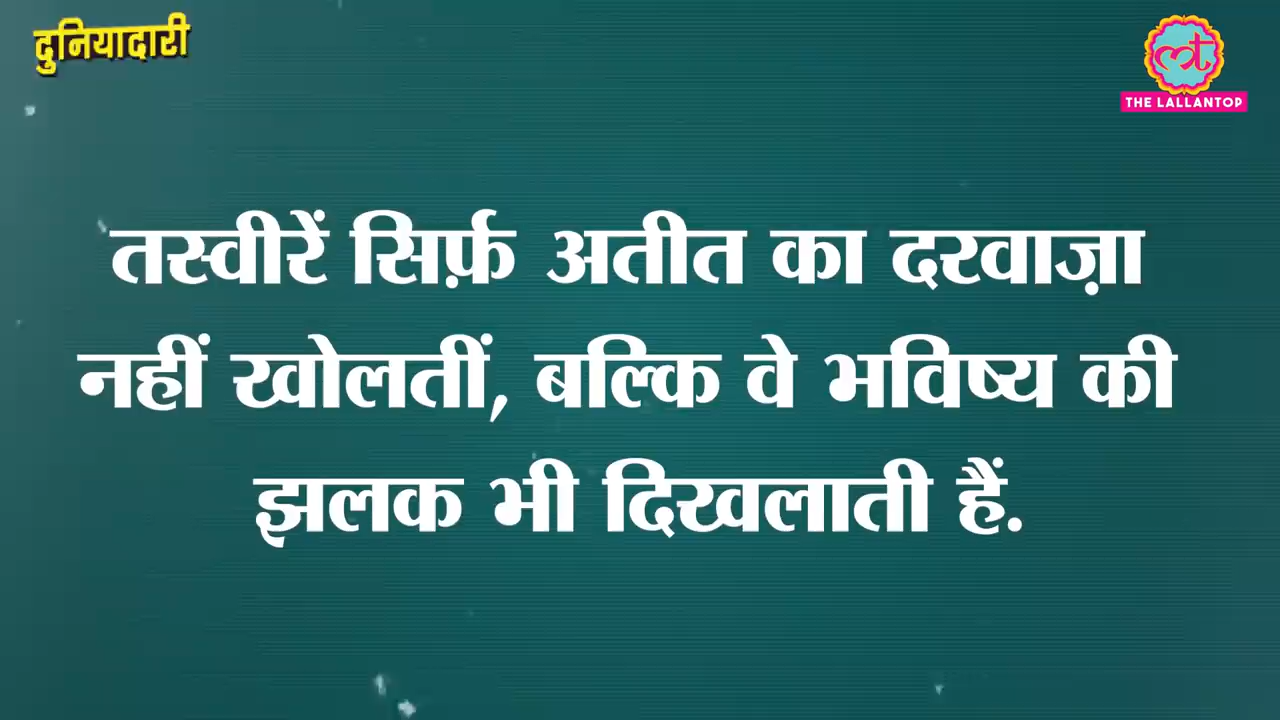 दुनियादारी
THE LALLANTOP
तस्वीरें सिर्फ़ अतीत का दरवाज़ा
नहीं खोलतीं, बल्कि वे भविष्य की
झलक भी दिखलाती हैं.